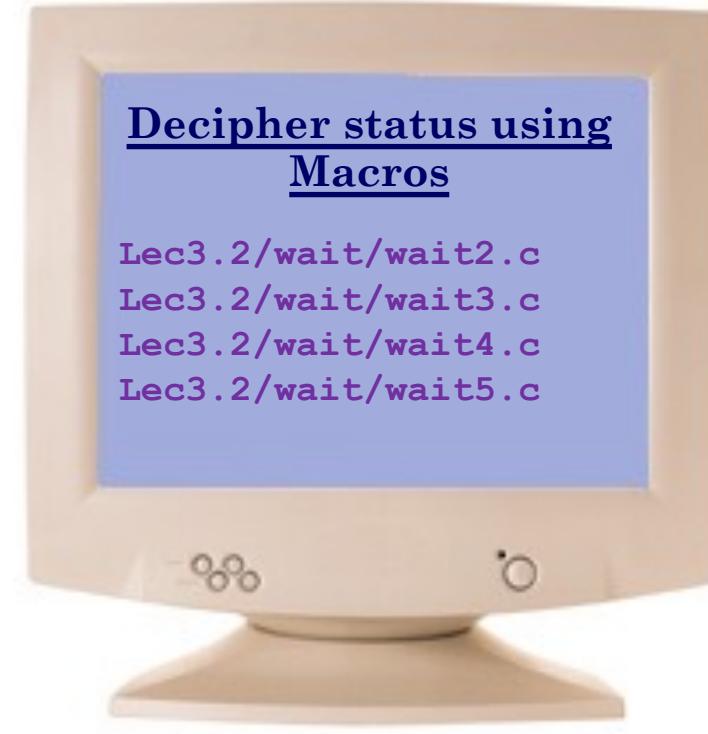 Decipher status using
Macros
Lec3.2/wait/wait2.c
Lec3.2/wait/wait3.c
Lec3.2/wait/wait4.c
Lec3.2/wait/wait5.c